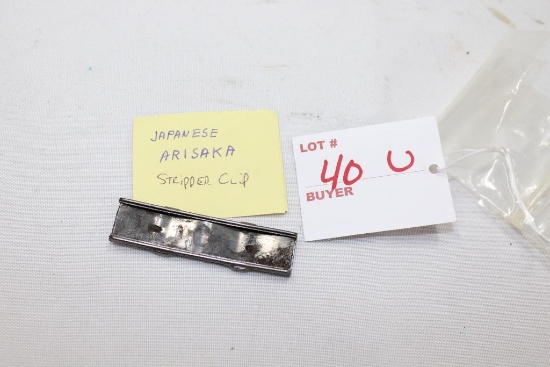 JAPANESE
ARISAKA
STRIPPER CLIP
LOT #
40 U
BUYER